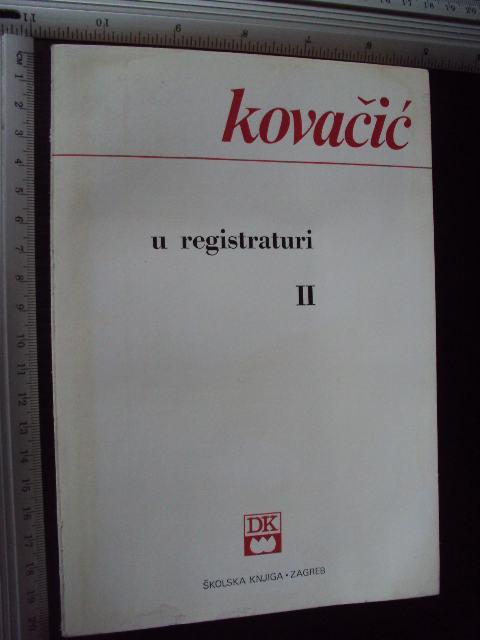 kovačić
u registraturi
II
DK
ŠKOLSKA KNJIGA • ZAGREB